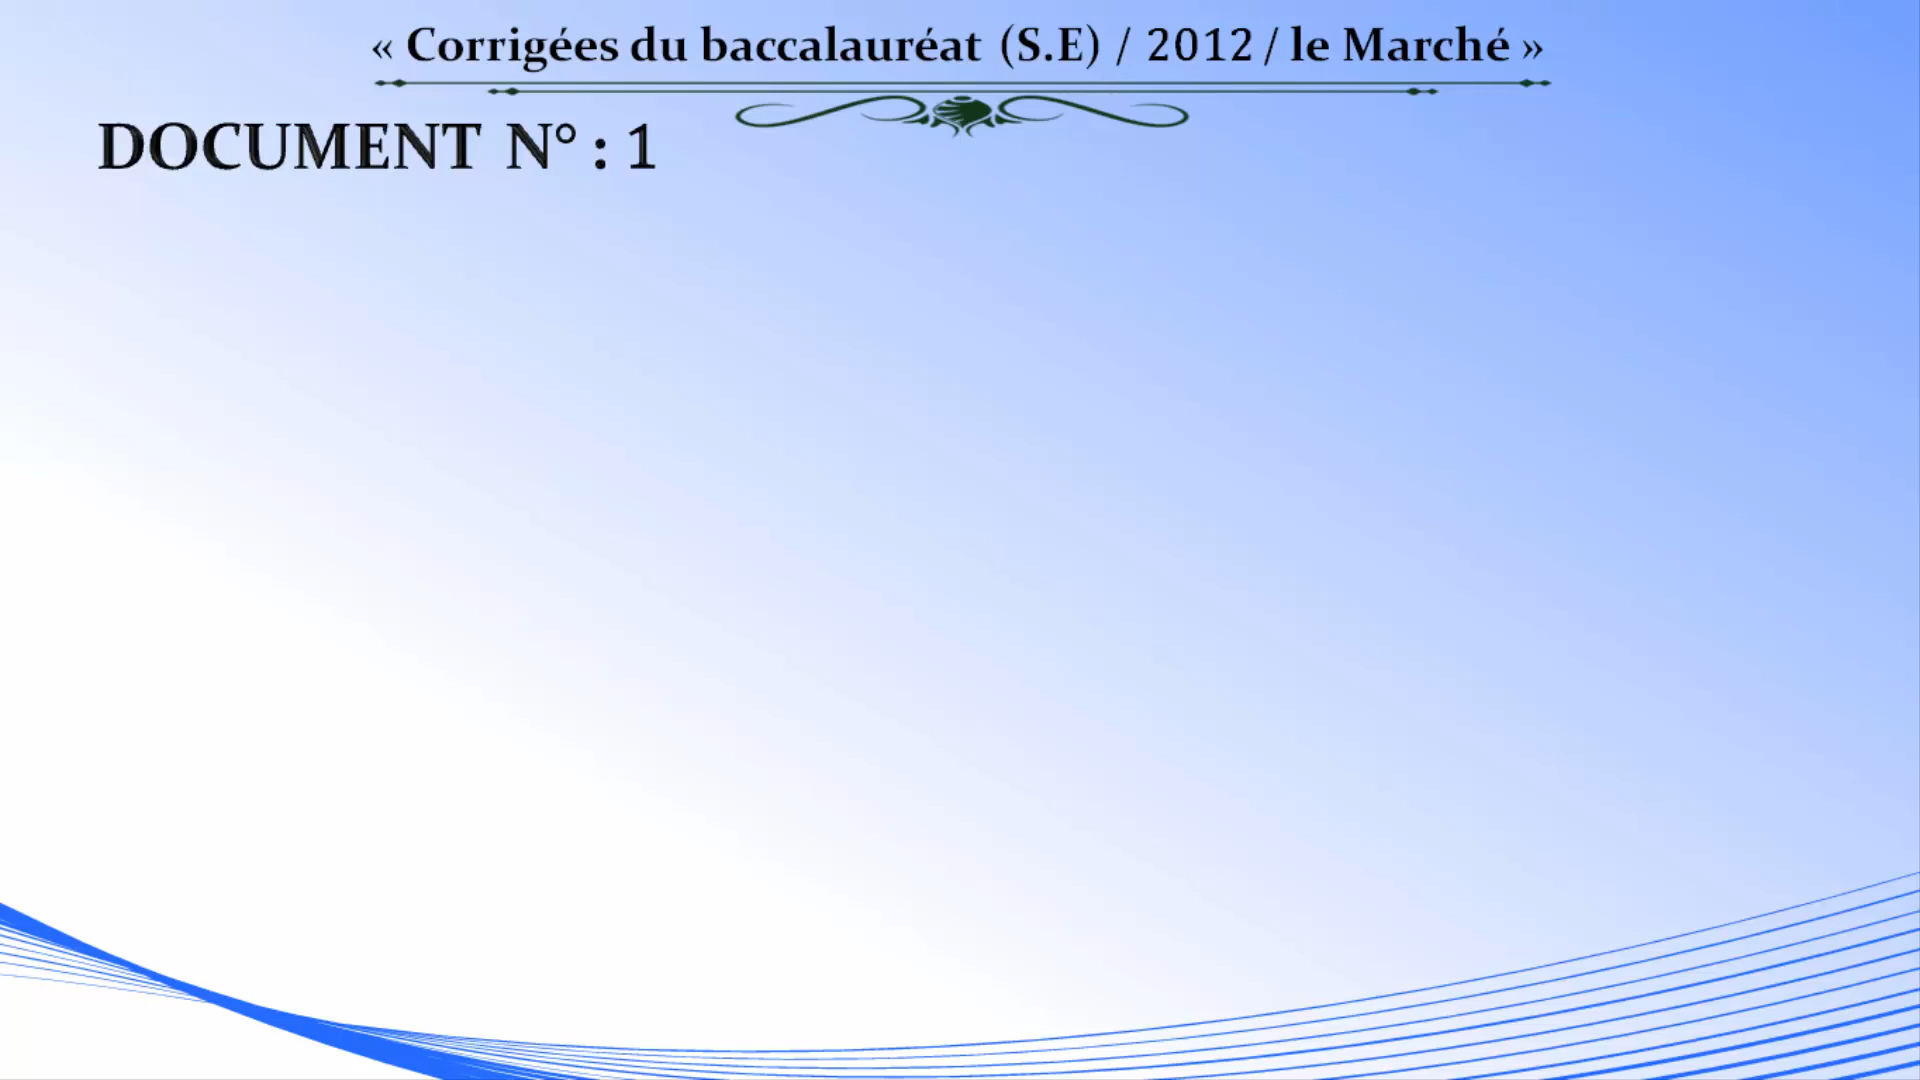 « Corrigées du baccalauréat (S.E) / 2012 / le Marché »
DOCUMENT N° : 1